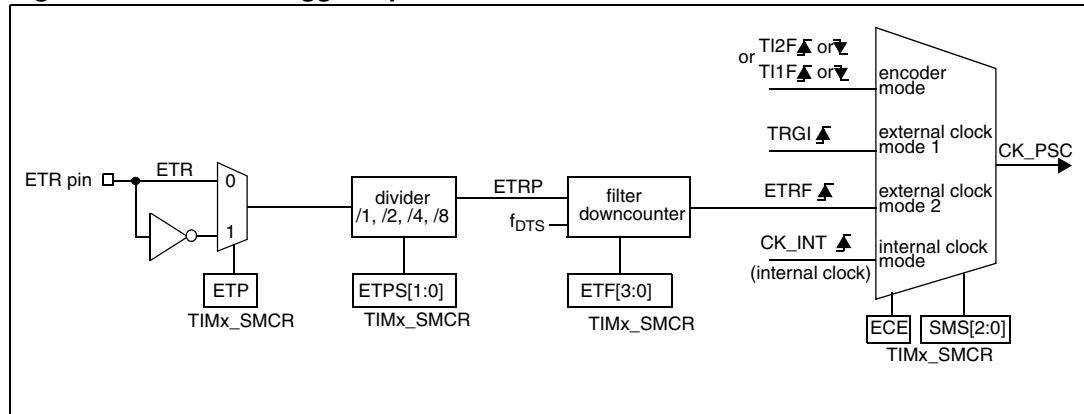 or TI2F or
TI1F or
encoder
mode
TRGI
external clock
mode 1
CK_PSC
ETR pin
ETR
0
1
divider
/1, /2, /4, /8
ETRP
fDTS
filter
downcounter
ETRF
external clock
mode 2
CK_INT
(internal clock)
internal clock
mode
ETP
TIMx_SMCR
ETPS[1:0]
TIMx_SMCR
ETF[3:0]
TIMx_SMCR
ECE
SMS[2:0]
TIMx_SMCR